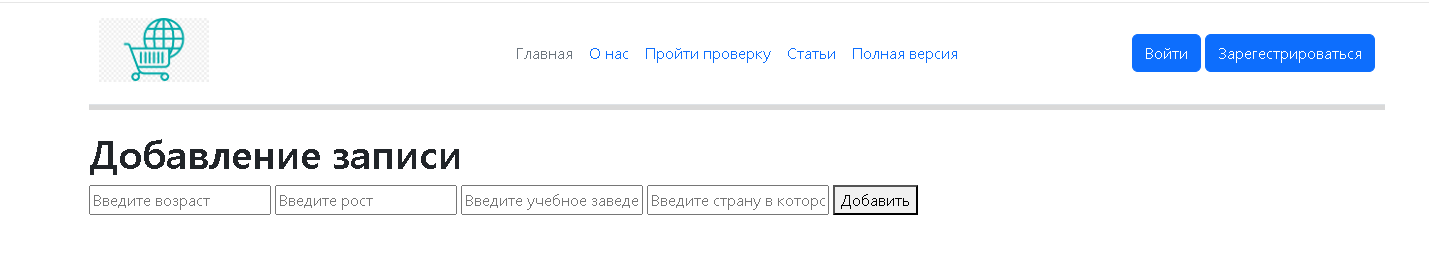 Главная О нас Пройти проверку Статьи Полная версия Войти Зарегестрироваться
Добавление записи
Введите возраст Введите рост Введите учебное заведе Введите страну в которс Добавить